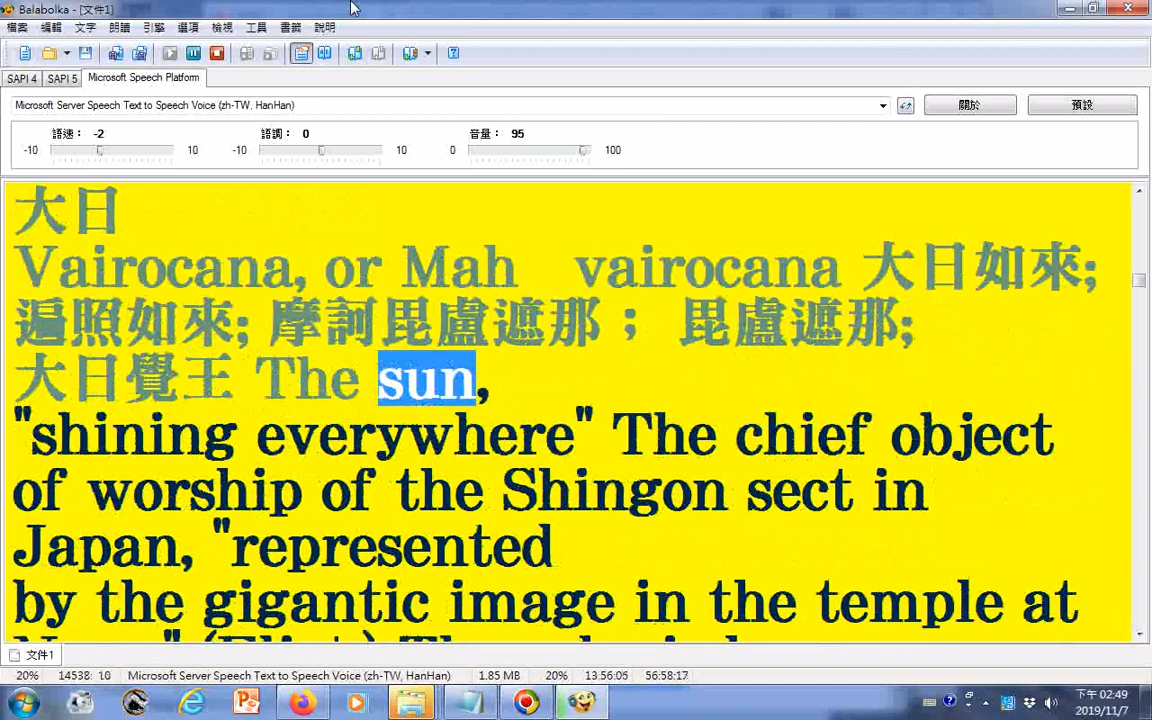 Balabolka - [文件1]
檔案 編輯 文字 朗讀 引擎 選項 檢視 工具 書籤 說明
SAPI 4 SAPI 5 Microsoft Speech Platform
Microsoft Server Speech Text to Speech Voice (zh-TW, HanHan) 關於 預設
語速： -2 語調： 0 音量： 95
-10 10 -10 10 0 100
大日
Vairocana, or Mah vairocana 大日如來;
遍照如來; 摩訶毘盧遮那； 毘盧遮那;
大日覺王 The sun,
"shining everywhere" The chief object
of worship of the Shingon sect in
Japan, "represented
by the gigantic image in the temple at
文件1
20% 14538: 10 Microsoft Server Speech Text to Speech Voice (zh-TW, HanHan) 1.85 MB 20% 13:56:05 56:58:17
下午 02:49
2019/11/7